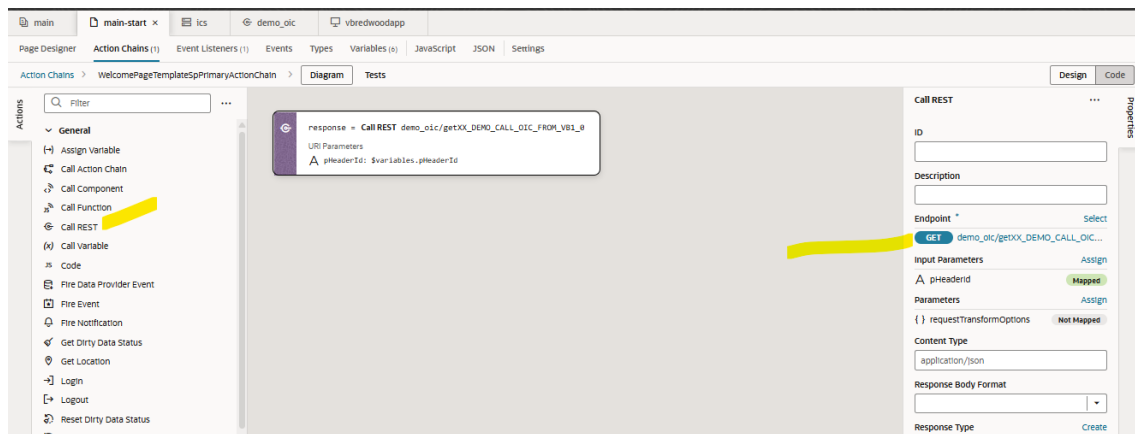 main
main-start ×
ics
demo_oic
vbredwoodapp
Page Designer
Action Chains (1)
Event Listeners (1)
Events
Types
Variables (6)
JavaScript
JSON
Settings
Action Chains > WelcomePageTemplateSpPrimaryActionChain >
Diagram
Tests
Design
Code
Actions
Filter
...
General
Assign Variable
Call Action Chain
Call Component
Call Function
Call REST
Call Variable
Code
Fire Data Provider Event
Fire Event
Fire Notification
Get Dirty Data Status
Get Location
Login
Logout
Reset Dirty Data Status
response = Call REST demo_oic/getXX_DEMO_CALL_OIC_FROM_VB1_0
URI Parameters
A pHeaderId: $variables.pHeaderId
Call REST
...
Properties
ID
Description
Endpoint *
Select
GET demo_oic/getXX_DEMO_CALL_OIC...
Input Parameters
Assign
A pHeaderId
Mapped
Parameters
Assign
{ } requestTransformOptions
Not Mapped
Content Type
application/json
Response Body Format
Response Type
Create